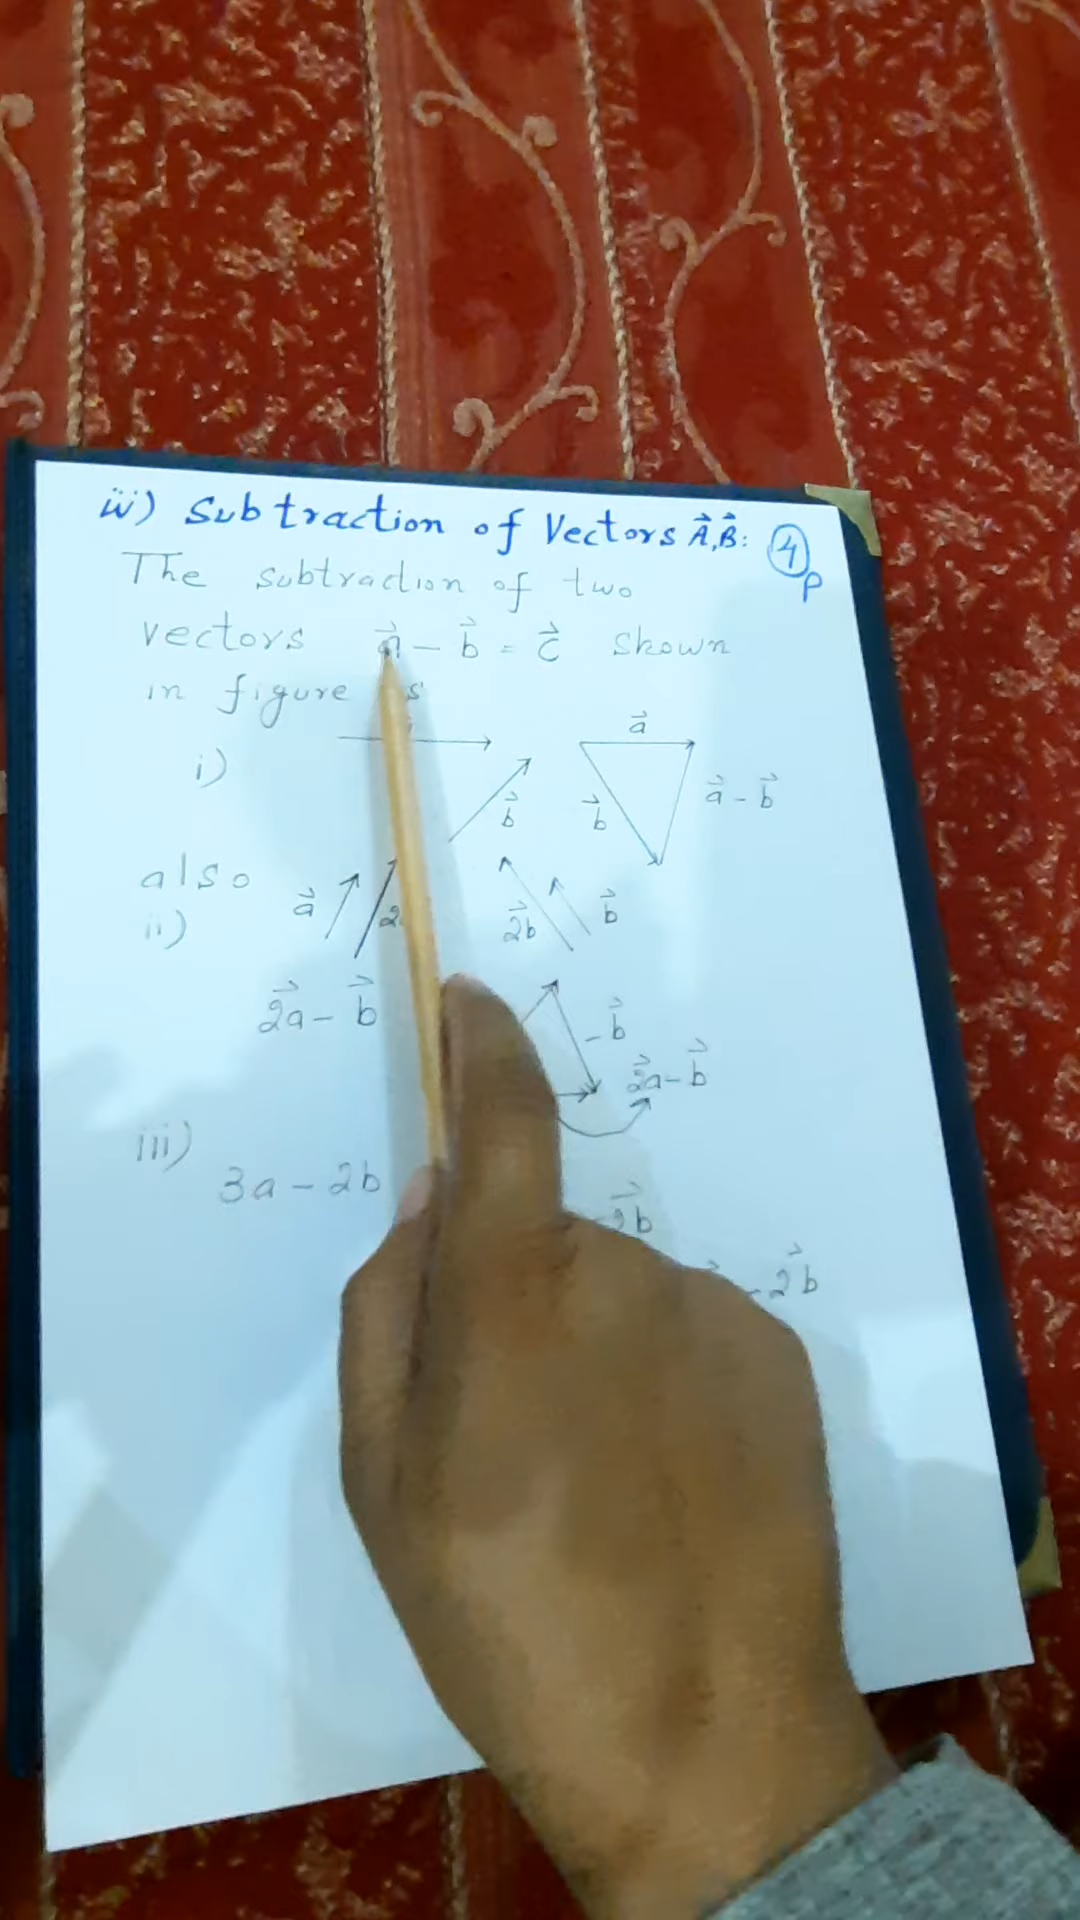 iii) Subtraction of Vectors A⃗,B⃗: 4
P
The subtraction of two
vectors a⃗ - b⃗ = c⃗ shown
in figure
i)
b⃗
a⃗
b⃗
a⃗ - b⃗
also
ii)
a⃗
2b⃗
b⃗
2a⃗ - b⃗
-b⃗
2a⃗-b⃗
iii)
3a - 2b
2b⃗
- 2b⃗